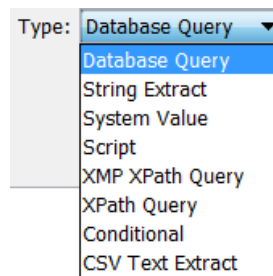 Type: Database Query
Database Query
String Extract
System Value
Script
XMP XPath Query
XPath Query
Conditional
CSV Text Extract